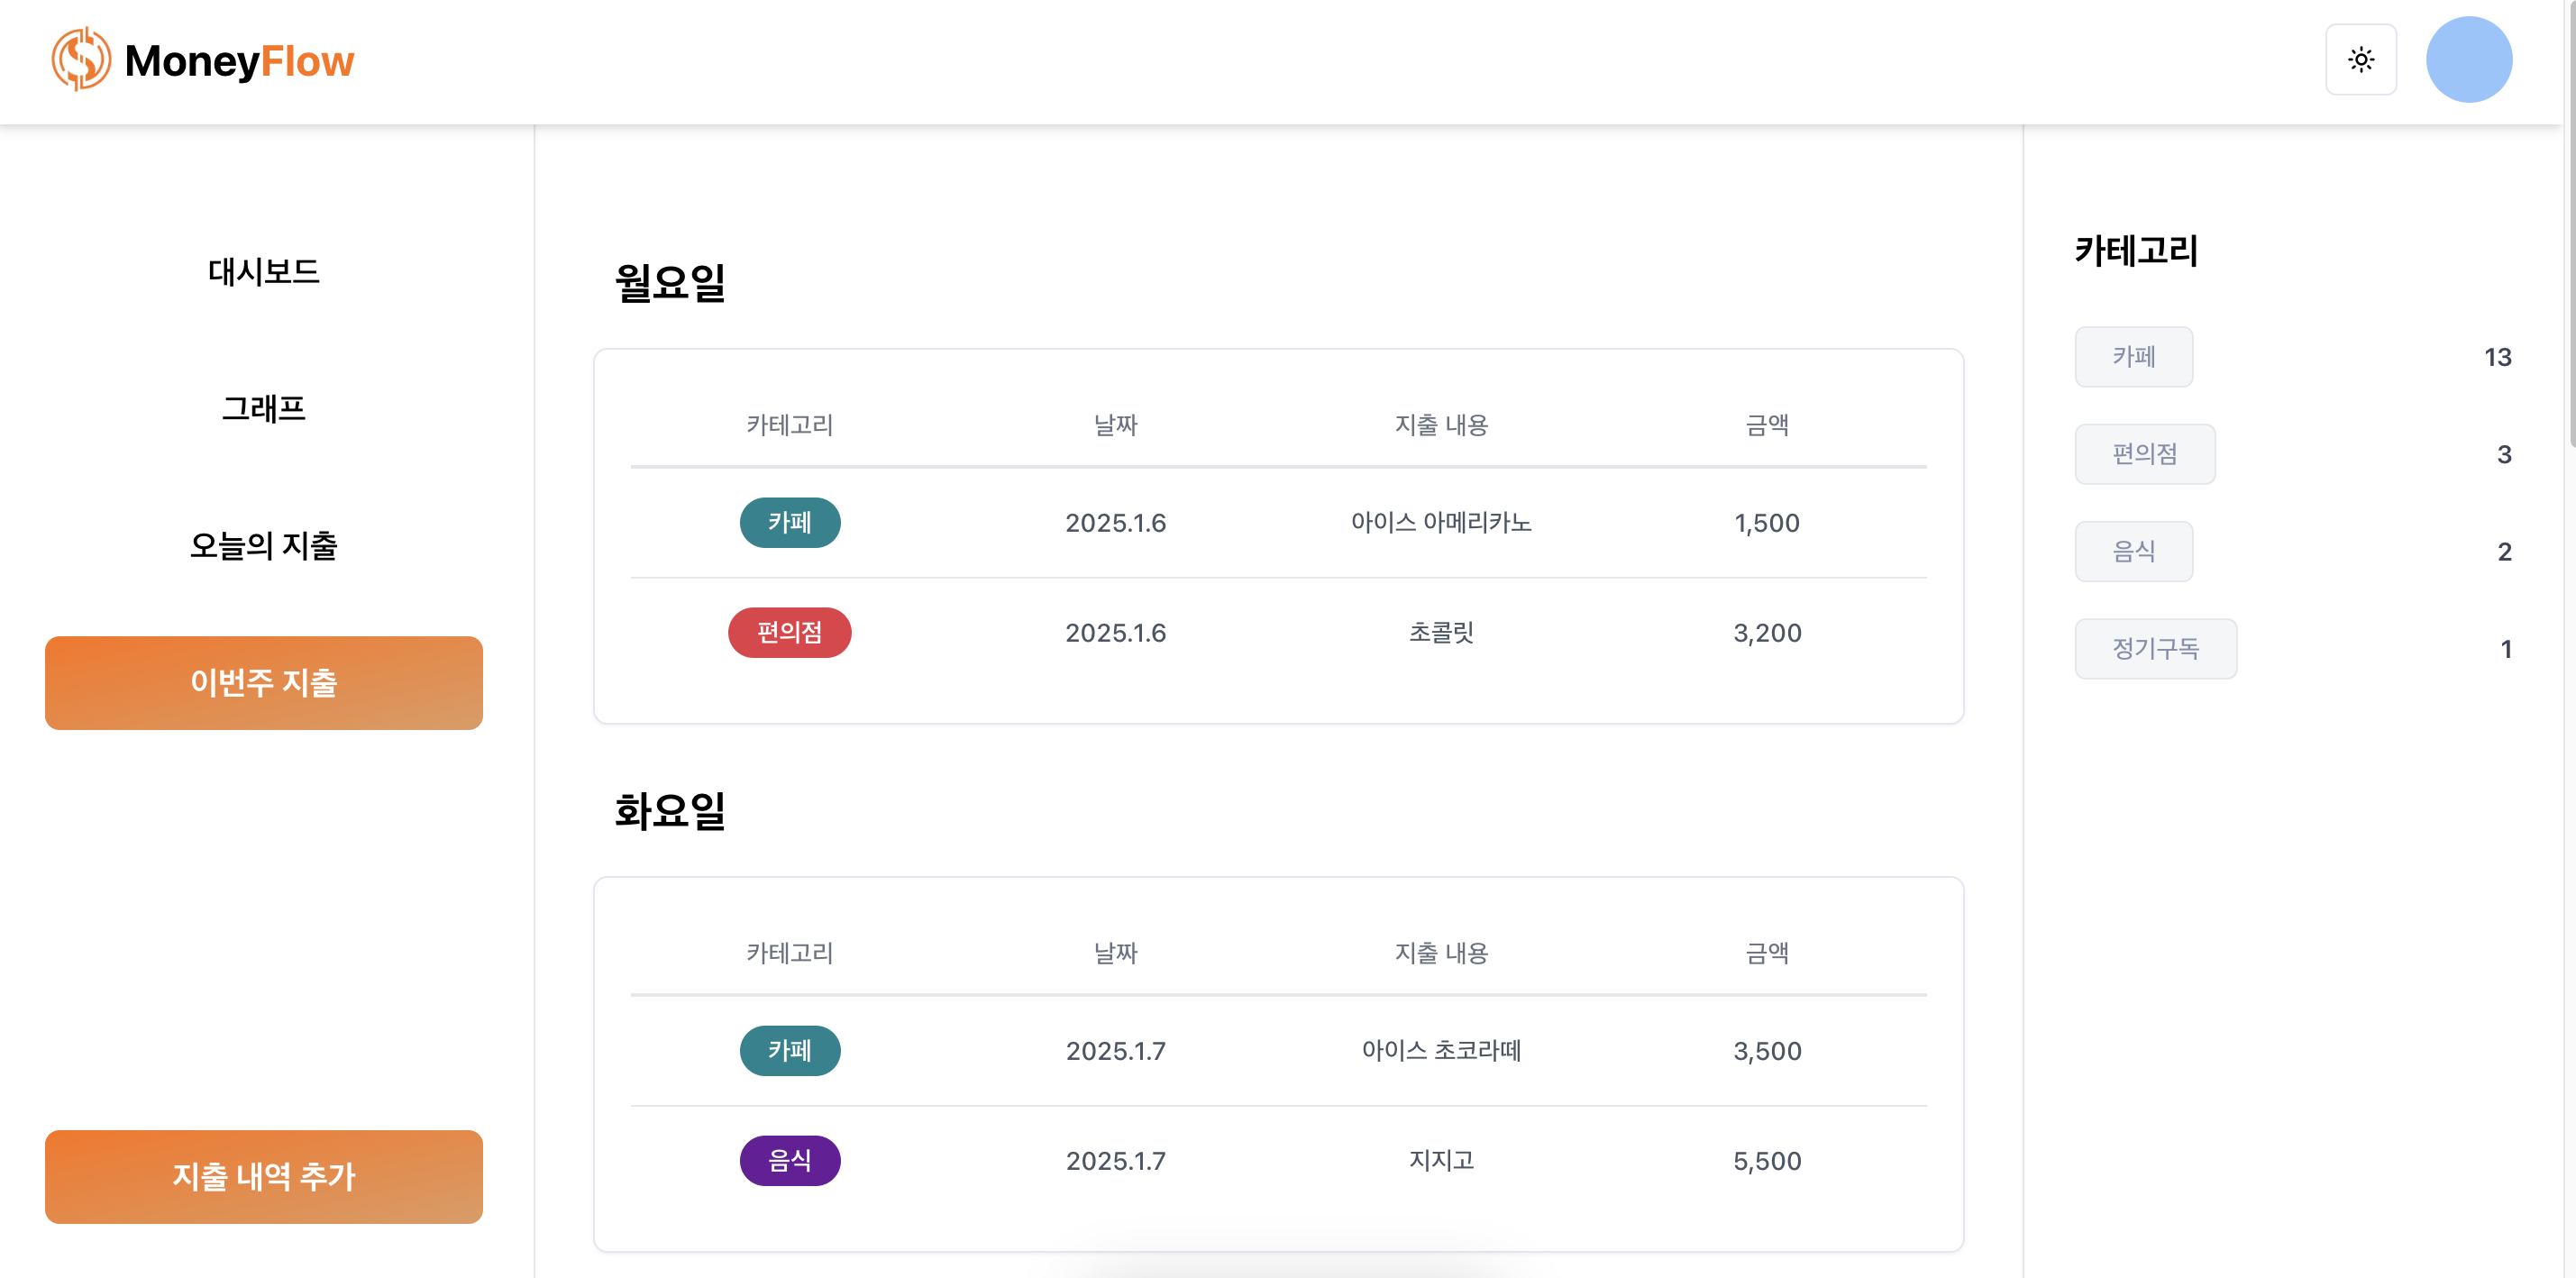 MoneyFlow
대시보드
그래프
오늘의 지출
이번주 지출
지출 내역 추가
월요일
카테고리 날짜 지출 내용 금액
카페 2025.1.6 아이스 아메리카노 1,500
편의점 2025.1.6 초콜릿 3,200
화요일
카테고리 날짜 지출 내용 금액
카페 2025.1.7 아이스 초코라떼 3,500
음식 2025.1.7 지지고 5,500
카테고리
카페 13
편의점 3
음식 2
정기구독 1